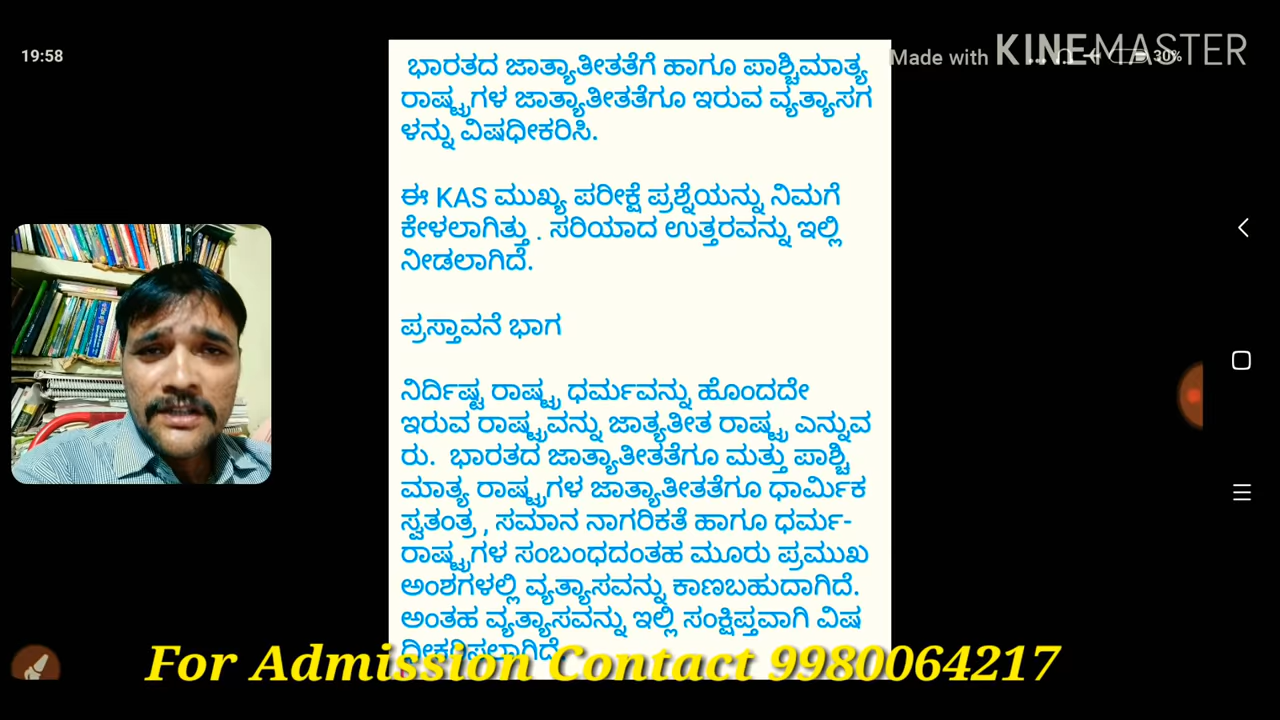 19:58
Made with KINEMASTER
30%
ಭಾರತದ ಜಾತ್ಯಾತೀತತೆಗೆ ಹಾಗೂ ಪಾಶ್ಚಿಮಾತ್ಯ
ರಾಷ್ಟ್ರಗಳ ಜಾತ್ಯಾತೀತತೆಗೂ ಇರುವ ವ್ಯತ್ಯಾಸಗ
ಳನ್ನು ವಿಷಧೀಕರಿಸಿ.
ಈ KAS ಮುಖ್ಯ ಪರೀಕ್ಷೆ ಪ್ರಶ್ನೆಯನ್ನು ನಿಮಗೆ
ಕೇಳಲಾಗಿತ್ತು . ಸರಿಯಾದ ಉತ್ತರವನ್ನು ಇಲ್ಲಿ
ನೀಡಲಾಗಿದೆ.
ಪ್ರಸ್ತಾವನೆ ಭಾಗ
ನಿರ್ದಿಷ್ಟ ರಾಷ್ಟ್ರ ಧರ್ಮವನ್ನು ಹೊಂದದೇ
ಇರುವ ರಾಷ್ಟ್ರವನ್ನು ಜಾತ್ಯತೀತ ರಾಷ್ಟ್ರ ಎನ್ನುವ
ರು. ಭಾರತದ ಜಾತ್ಯಾತೀತತೆಗೂ ಮತ್ತು ಪಾಶ್ಚಿ
ಮಾತ್ಯ ರಾಷ್ಟ್ರಗಳ ಜಾತ್ಯಾತೀತತೆಗೂ ಧಾರ್ಮಿಕ
ಸ್ವತಂತ್ರ , ಸಮಾನ ನಾಗರಿಕತೆ ಹಾಗೂ ಧರ್ಮ-
ರಾಷ್ಟ್ರಗಳ ಸಂಬಂಧದಂತಹ ಮೂರು ಪ್ರಮುಖ
ಅಂಶಗಳಲ್ಲಿ ವ್ಯತ್ಯಾಸವನ್ನು ಕಾಣಬಹುದಾಗಿದೆ.
ಅಂತಹ ವ್ಯತ್ಯಾಸವನ್ನು ಇಲ್ಲಿ ಸಂಕ್ಷಿಪ್ತವಾಗಿ ವಿಷ
ಧೀಕರಿಸಲಾಗಿದೆ
For Admission Contact 9980064217